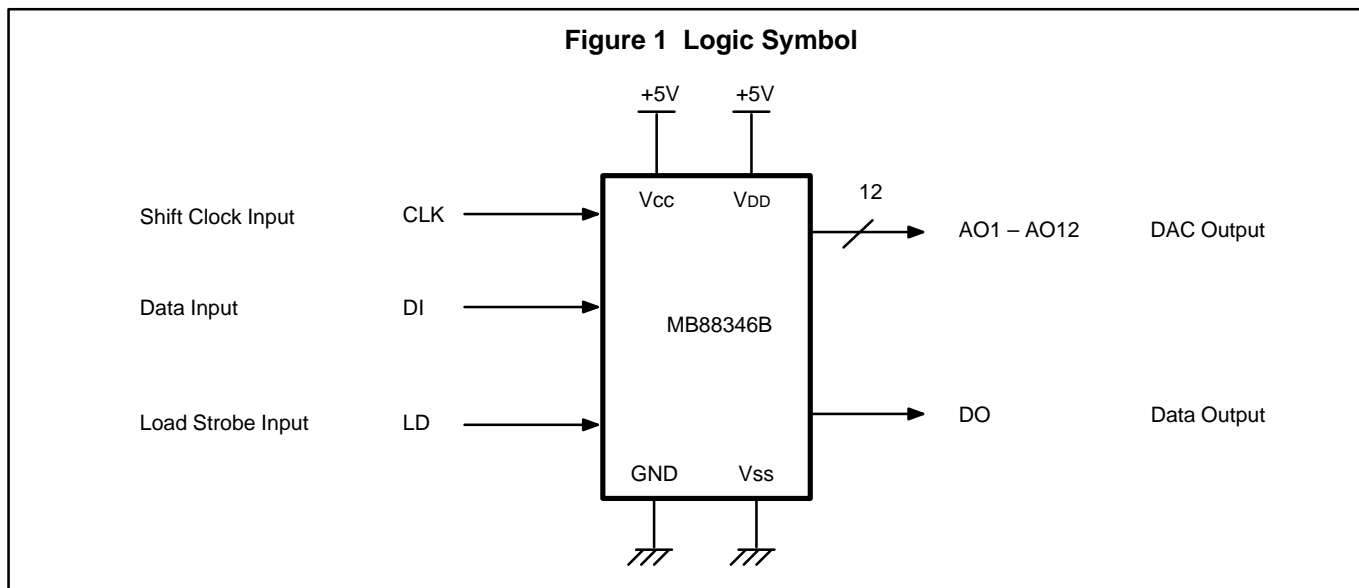 Figure 1 Logic Symbol
+5V +5V
Vcc VDD
12
Shift Clock Input CLK
AO1 – AO12 DAC Output
Data Input DI
MB88346B
Load Strobe Input LD
DO Data Output
GND Vss